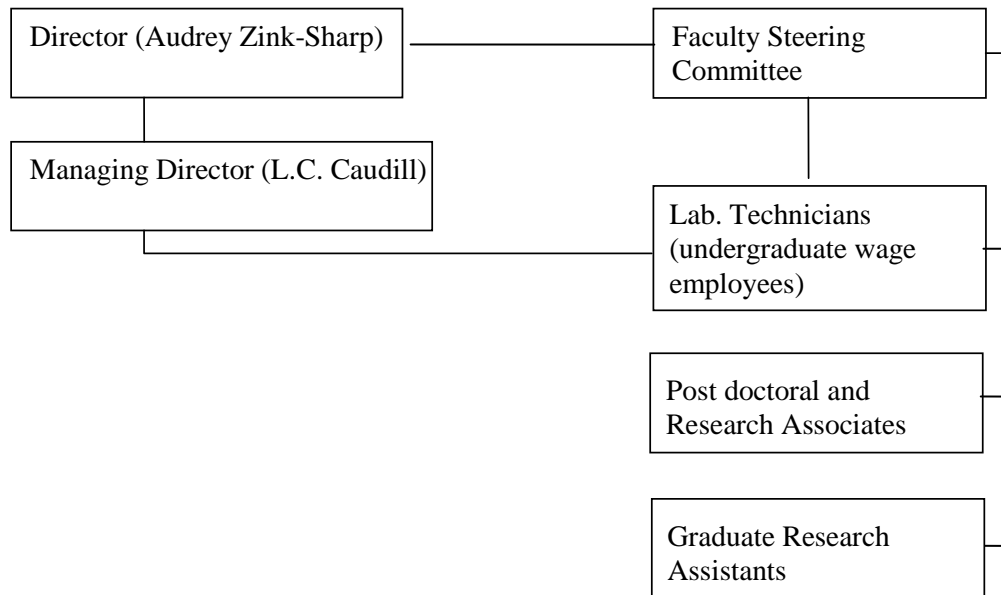 Director (Audrey Zink-Sharp)
Faculty Steering
Committee
Managing Director (L.C. Caudill)
Lab. Technicians
(undergraduate wage
employees)
Post doctoral and
Research Associates
Graduate Research
Assistants